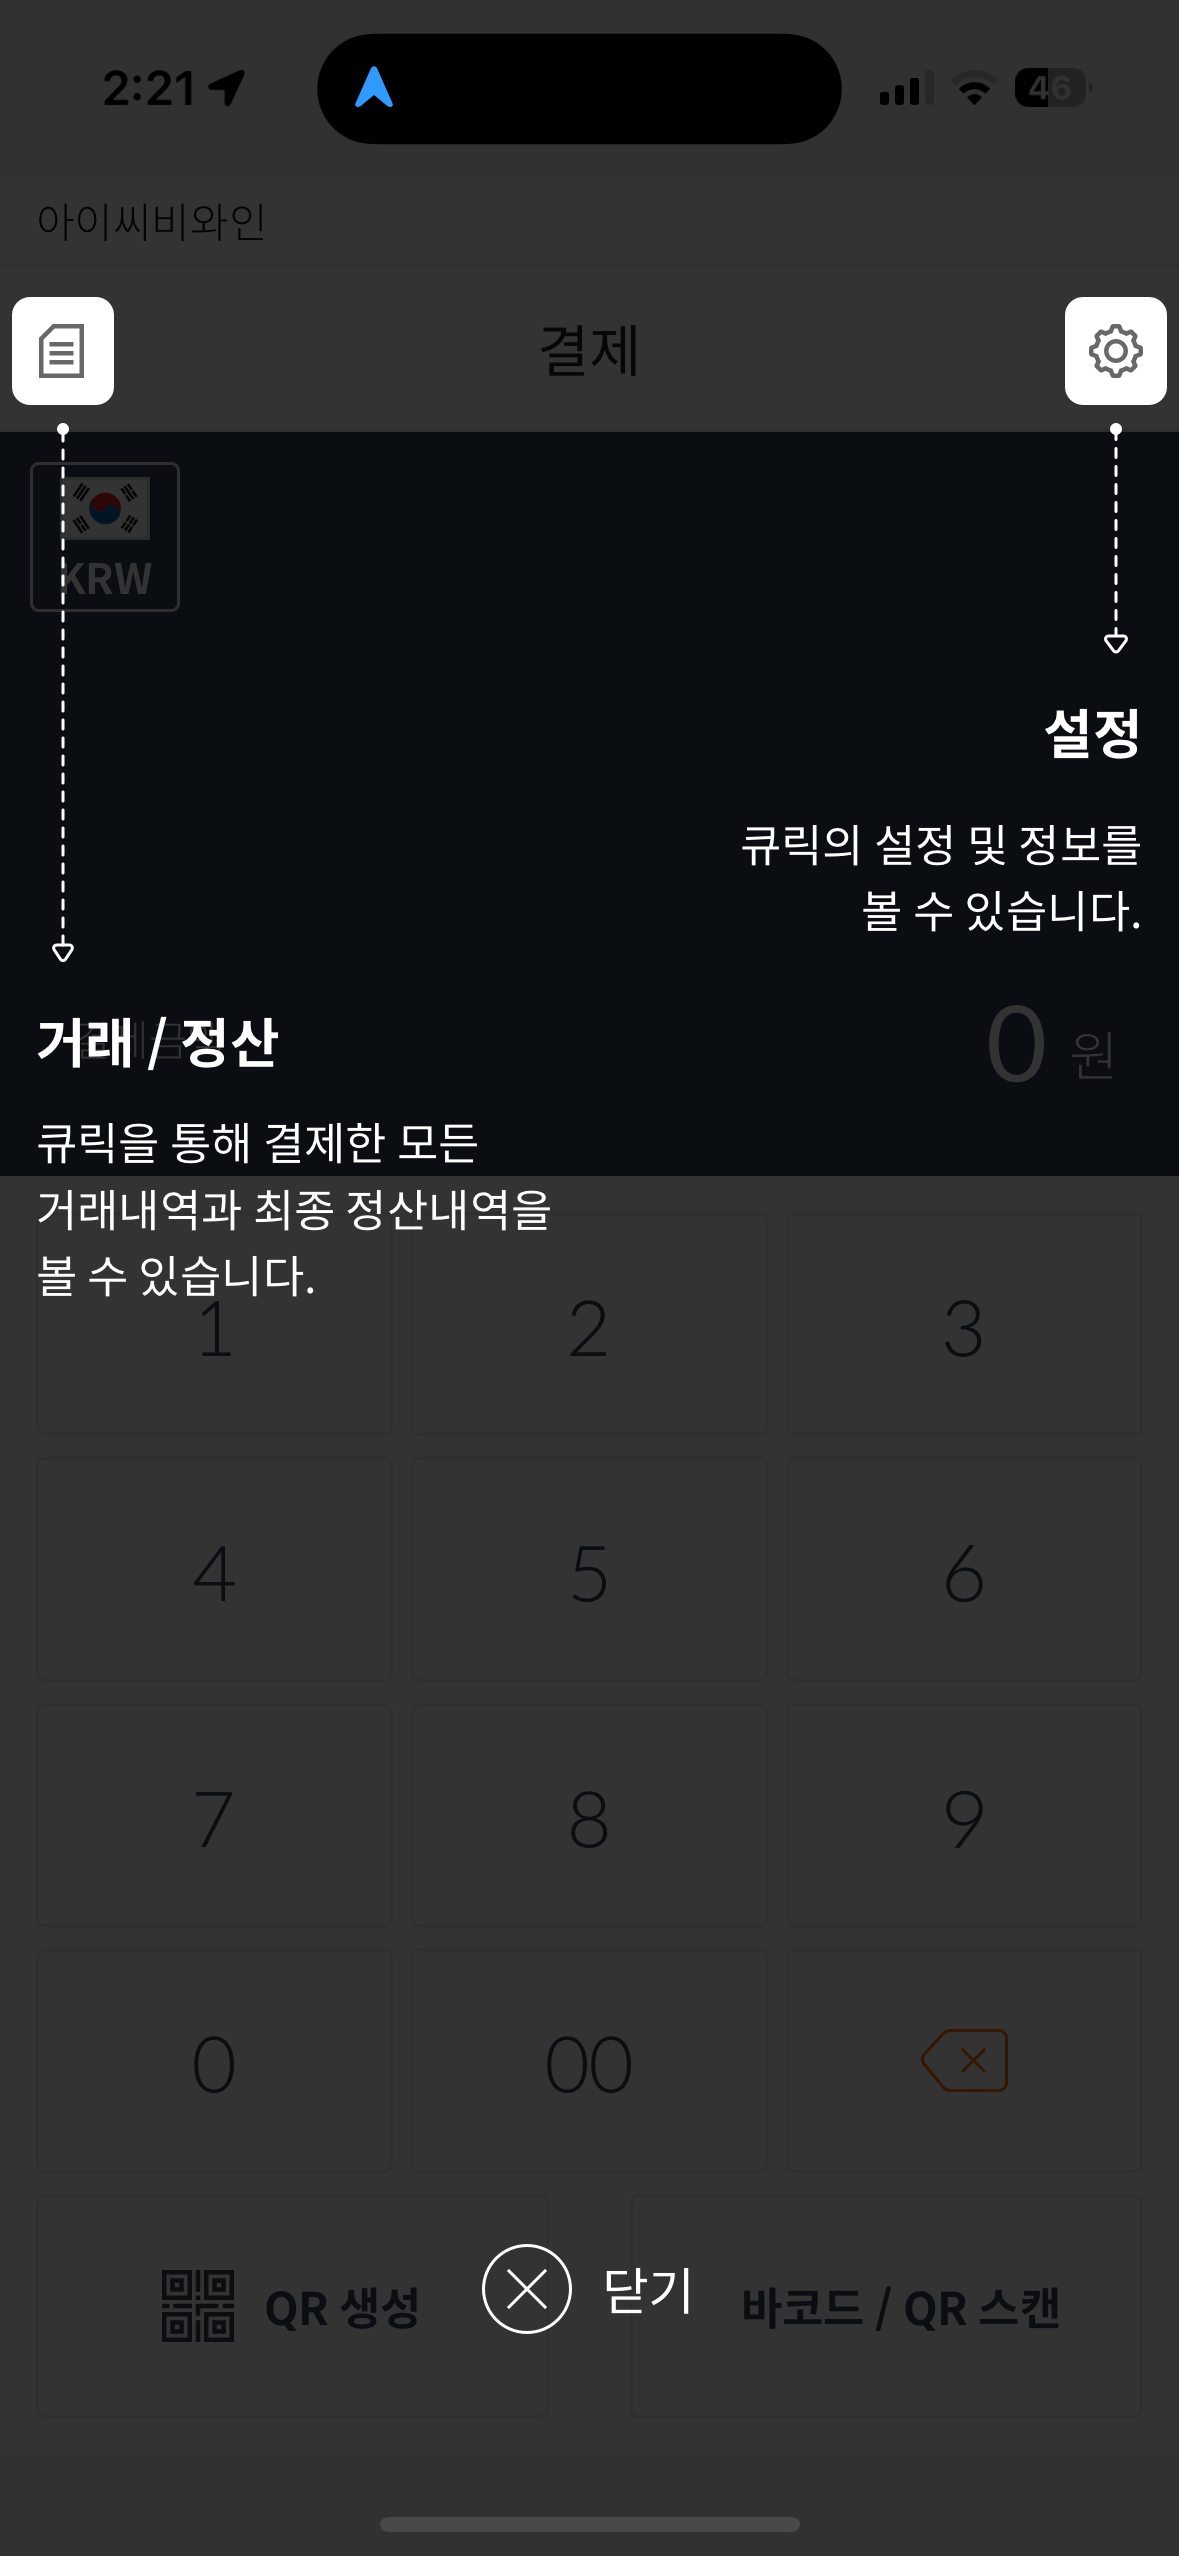 2:21
46
아이씨비와인
결제
KRW
설정
큐릭의 설정 및 정보를
볼 수 있습니다.
거래 / 정산
0 원
큐릭을 통해 결제한 모든
거래내역과 최종 정산내역을
볼 수 있습니다.
1 2 3
4 5 6
7 8 9
0 00
QR 생성
닫기
바코드 / QR 스캔